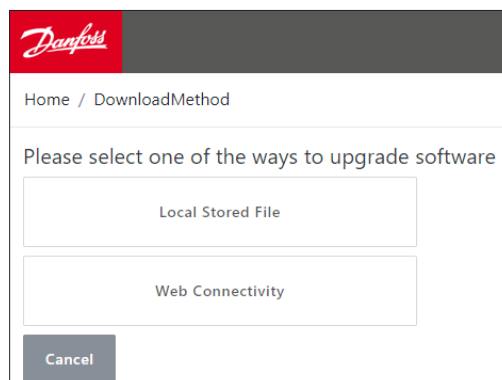 Danfoss
Home / DownloadMethod
Please select one of the ways to upgrade software
Local Stored File
Web Connectivity
Cancel